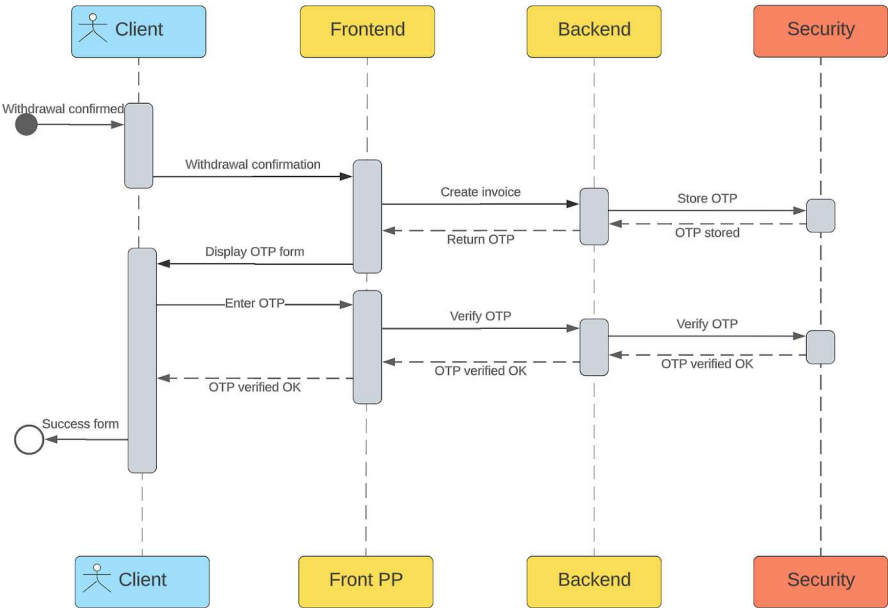 Client
Frontend
Backend
Security
Withdrawal confirmed
Withdrawal confirmation
Create invoice
Store OTP
OTP stored
Return OTP
Display OTP form
Enter OTP
Verify OTP
Verify OTP
OTP verified OK
OTP verified OK
OTP verified OK
Success form
Client
Front PP
Backend
Security